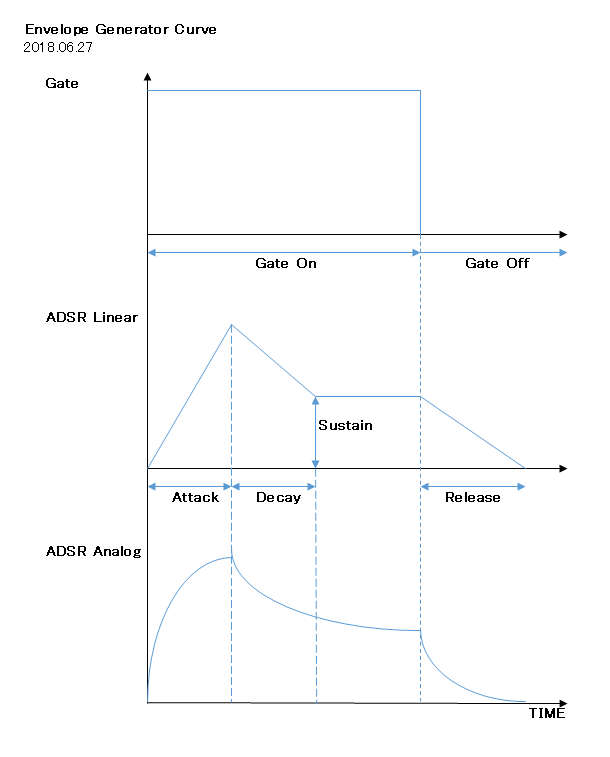 Envelope Generator Curve
2018.06.27
Gate
Gate On
Gate Off
ADSR Linear
Sustain
Attack
Decay
Release
ADSR Analog
TIME